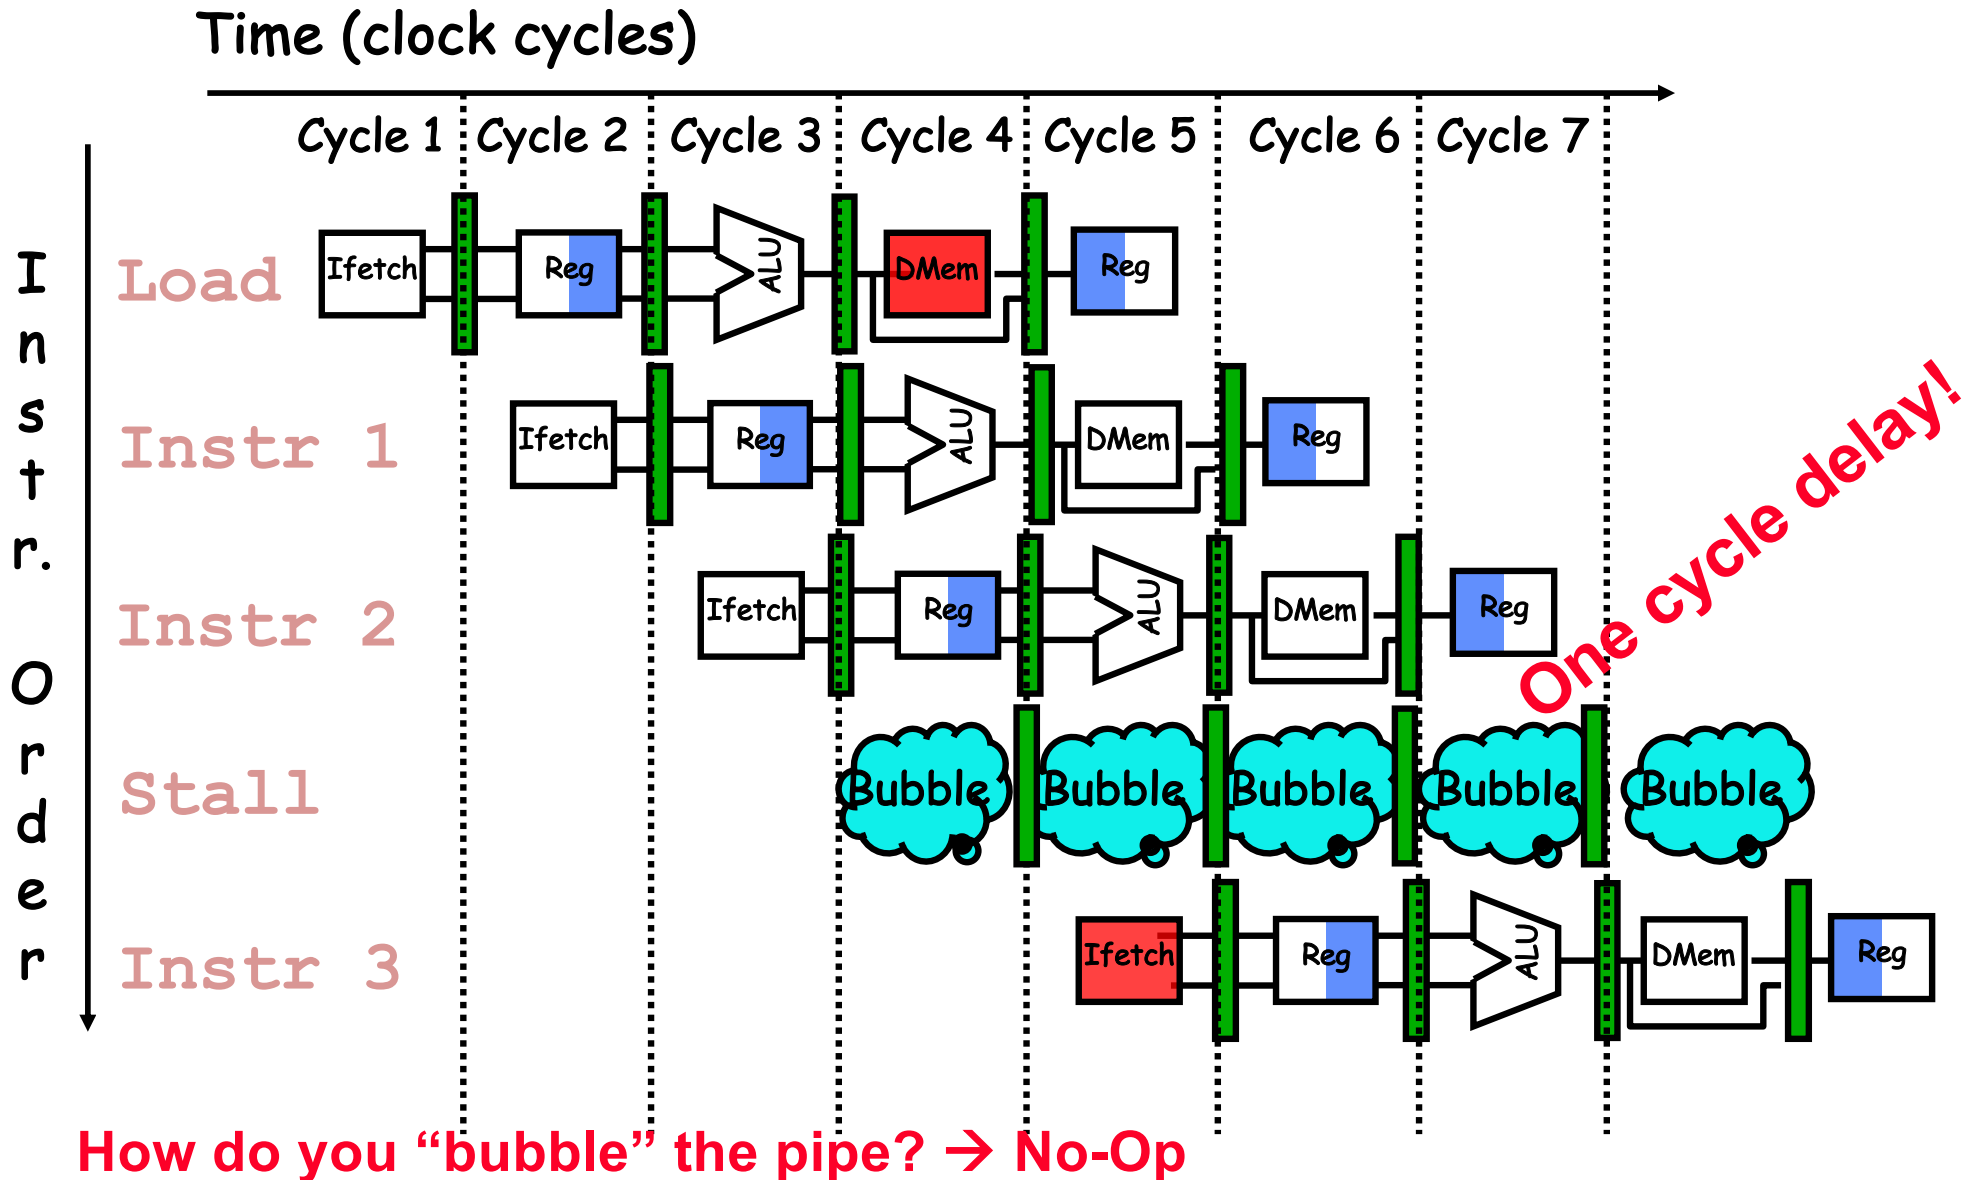 Time (clock cycles)
Cycle 1 Cycle 2 Cycle 3 Cycle 4 Cycle 5 Cycle 6 Cycle 7
Instr. Order
Load Ifetch Reg ALU DMem Reg
Instr 1 Ifetch Reg ALU DMem Reg
Instr 2 Ifetch Reg ALU DMem Reg
One cycle delay!
Stall Bubble Bubble Bubble Bubble Bubble
Instr 3 Ifetch Reg ALU DMem Reg
How do you “bubble” the pipe? → No-Op